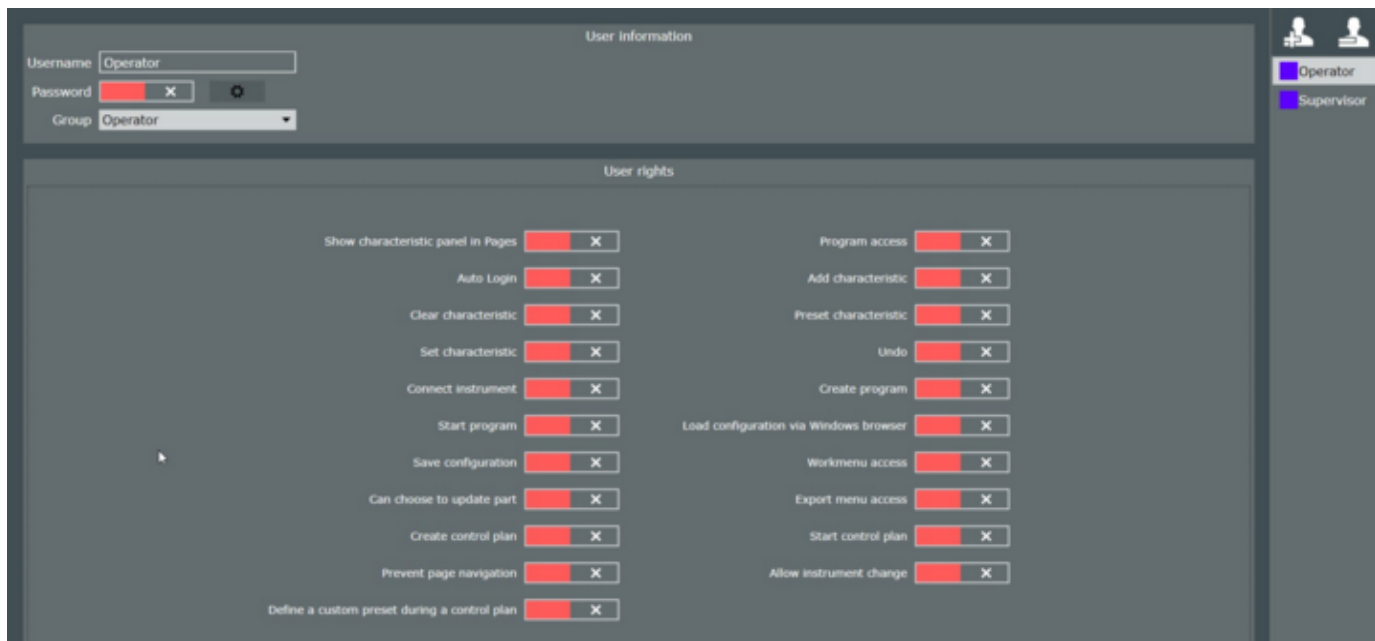 User information
Username Operator
Password
Group Operator
Operator
Supervisor
User rights
Show characteristic panel in Pages
Program access
Auto Login
Add characteristic
Clear characteristic
Preset characteristic
Set characteristic
Undo
Connect instrument
Create program
Start program
Load configuration via Windows browser
Save configuration
Workmenu access
Can choose to update part
Export menu access
Create control plan
Start control plan
Prevent page navigation
Allow instrument change
Define a custom preset during a control plan